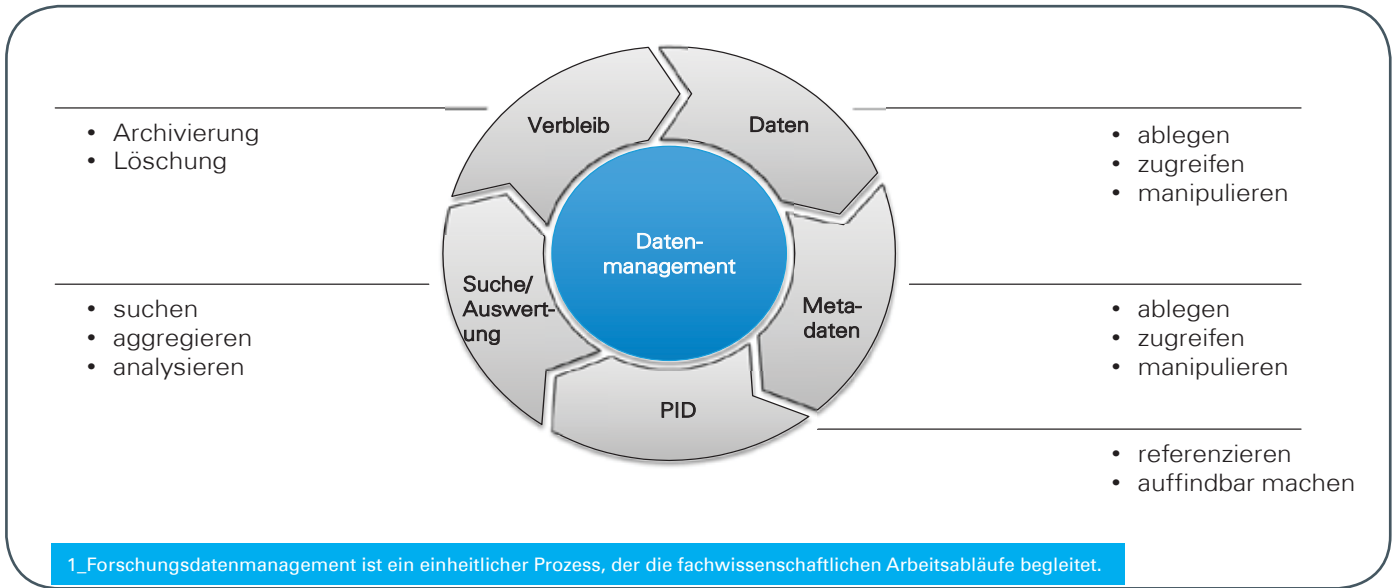 Verbleib
Daten
• Archivierung
• Löschung
• ablegen
• zugreifen
• manipulieren
Daten-
management
Suche/
Auswert-
ung
• suchen
• aggregieren
• analysieren
Meta-
daten
• ablegen
• zugreifen
• manipulieren
PID
• referenzieren
• auffindbar machen
1_Forschungsdatenmanagement ist ein einheitlicher Prozess, der die fachwissenschaftlichen Arbeitsabläufe begleitet.